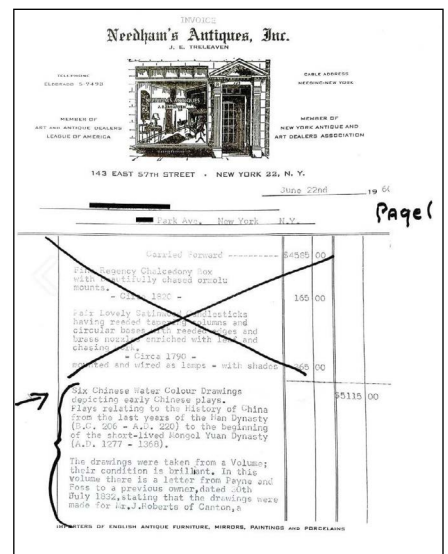 INVOICE
Needham's Antiques, Inc.
J. E. TRELEAVEN
TELEPHONE
ELDORADO 5-7493
CABLE ADDRESS
NEEDINC-NEW YORK
NEEDHAM'S ANTIQUES
MEMBER OF
ART AND ANTIQUE DEALERS
LEAGUE OF AMERICA
MEMBER OF
NEW YORK ANTIQUE AND
ART DEALERS ASSOCIATION
143 EAST 57TH STREET • NEW YORK 22, N. Y.
June 22nd 19 60
Page 1
Park Ave. New York N.Y.
Carried Forward ---------- $4585 00
Fine Regency Chalcedony Box
with beautifully chased ormolu
mounts.
- Circa 1820 - 165 00
Pair Lovely Candlesticks
having reeded columns and
circular bases with reeded edges and
brass nozzles enriched with and
chasing
- Circa 1790 -
mounted and wired as lamps - with shades 365 00
$5115 00
Six Chinese Water Colour Drawings
depicting early Chinese plays.
Plays relating to the History of China
from the last years of the Han Dynasty
(B.C. 206 - A.D. 220) to the beginning
of the short-lived Mongol Yuan Dynasty
(A.D. 1277 - 1368).
The drawings were taken from a Volume;
their condition is brilliant. In this
volume there is a letter from Payne and
Foss to a previous owner, dated 30th
July 1832, stating that the drawings were
made for Mr. J. Roberts of Canton, a
IMPORTERS OF ENGLISH ANTIQUE FURNITURE, MIRRORS, PAINTINGS AND PORCELAINS